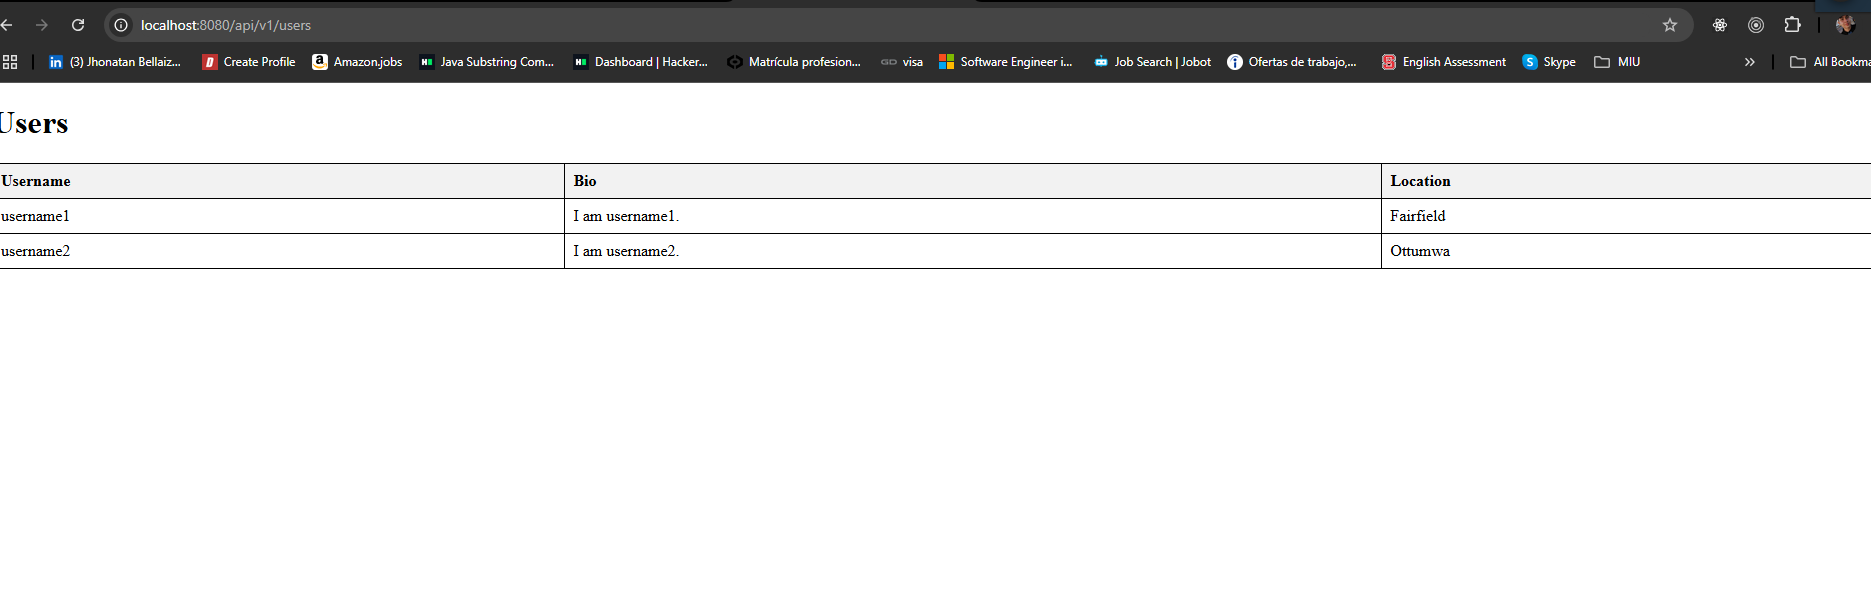 localhost:8080/api/v1/users
(3) Jhonatan Bellaiz... Create Profile Amazon.jobs Java Substring Com... Dashboard | Hacker... Matrícula profesion... visa Software Engineer i... Job Search | Jobot Ofertas de trabajo,... English Assessment Skype MIU » All Bookma
Users
Username Bio Location
username1 I am username1. Fairfield
username2 I am username2. Ottumwa